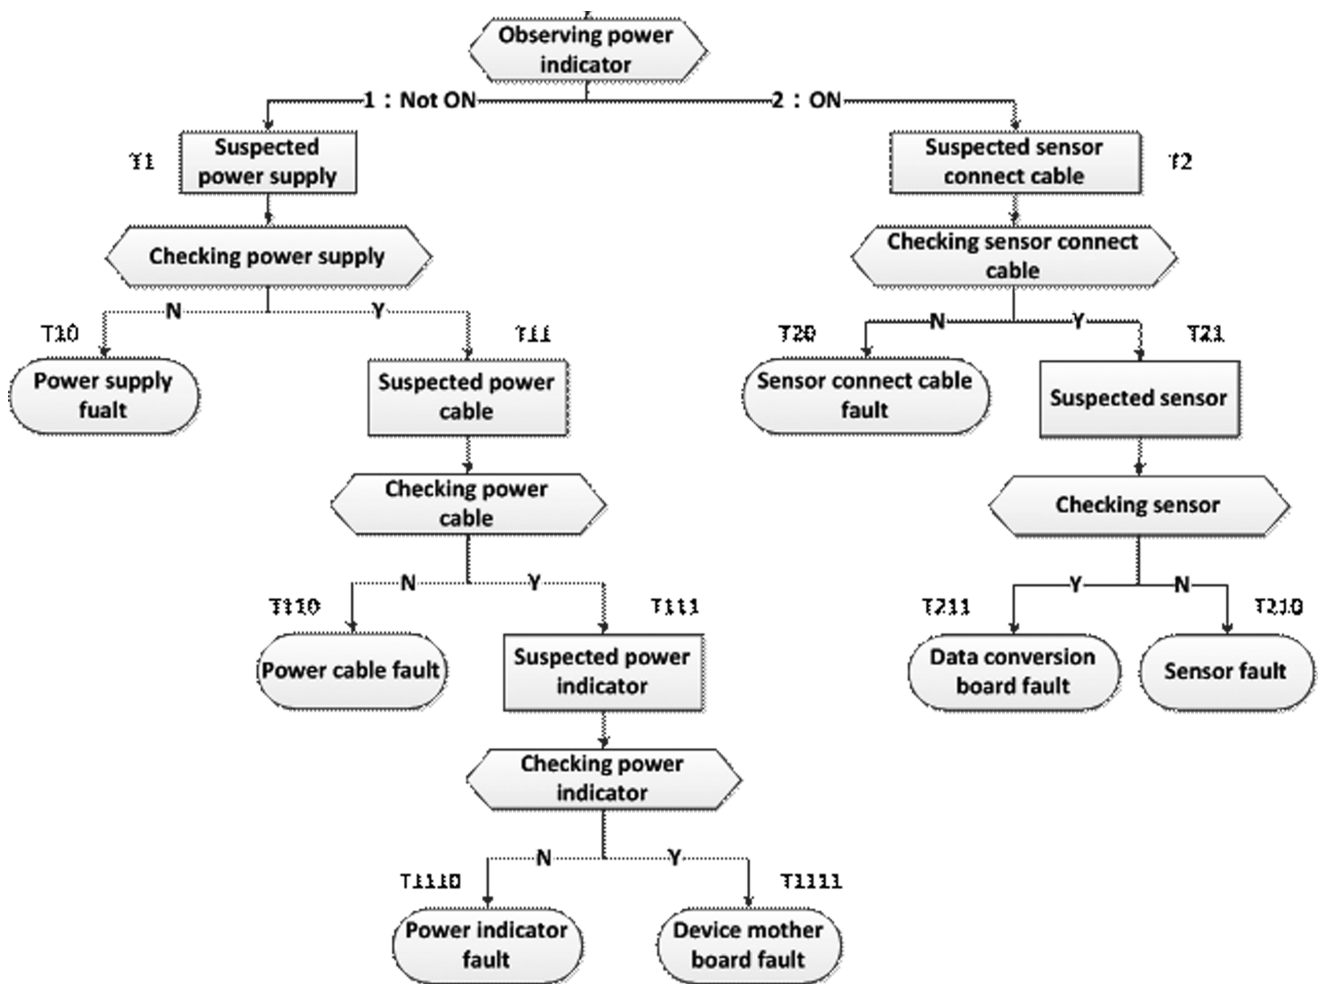 Observing power
indicator
1：Not ON
2：ON
T1
Suspected
power supply
Suspected sensor
connect cable
T2
Checking power supply
Checking sensor connect
cable
N
Y
N
Y
T10
T11
T20
T21
Power supply
fualt
Suspected power
cable
Sensor connect cable
fault
Suspected sensor
Checking power
cable
Checking sensor
N
Y
Y
N
T110
T111
T211
T210
Power cable fault
Suspected power
indicator
Data conversion
board fault
Sensor fault
Checking power
indicator
N
Y
T1110
T1111
Power indicator
fault
Device mother
board fault